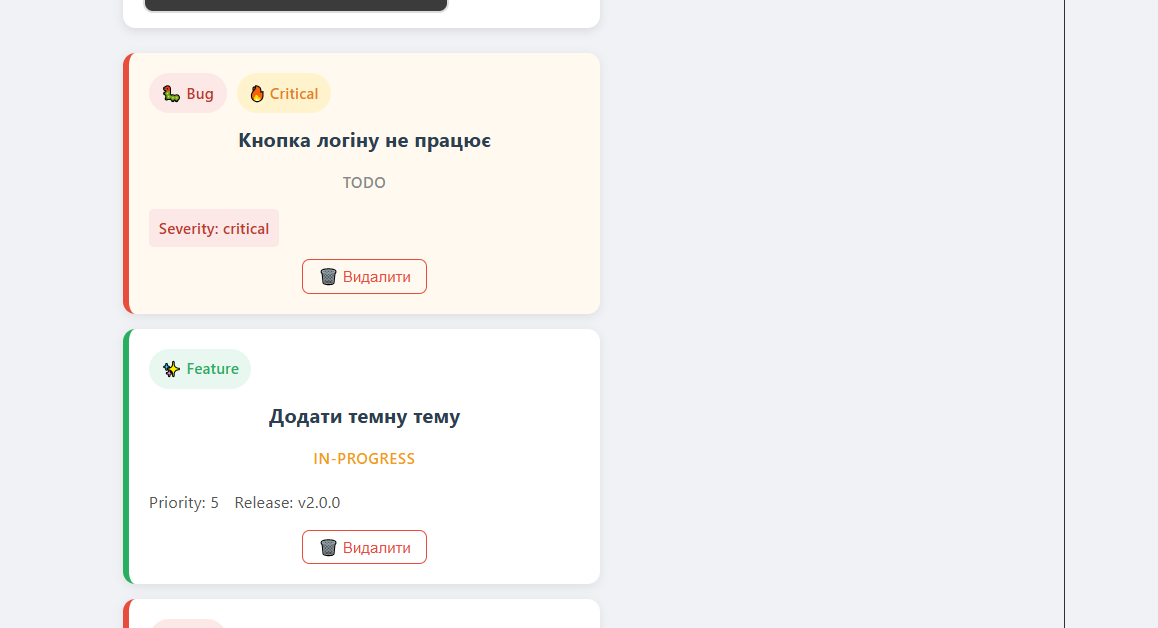 🐛 Bug 🔥 Critical
Кнопка логіну не працює
TODO
Severity: critical
🗑️ Видалити
✨ Feature
Додати темну тему
IN-PROGRESS
Priority: 5 Release: v2.0.0
🗑️ Видалити